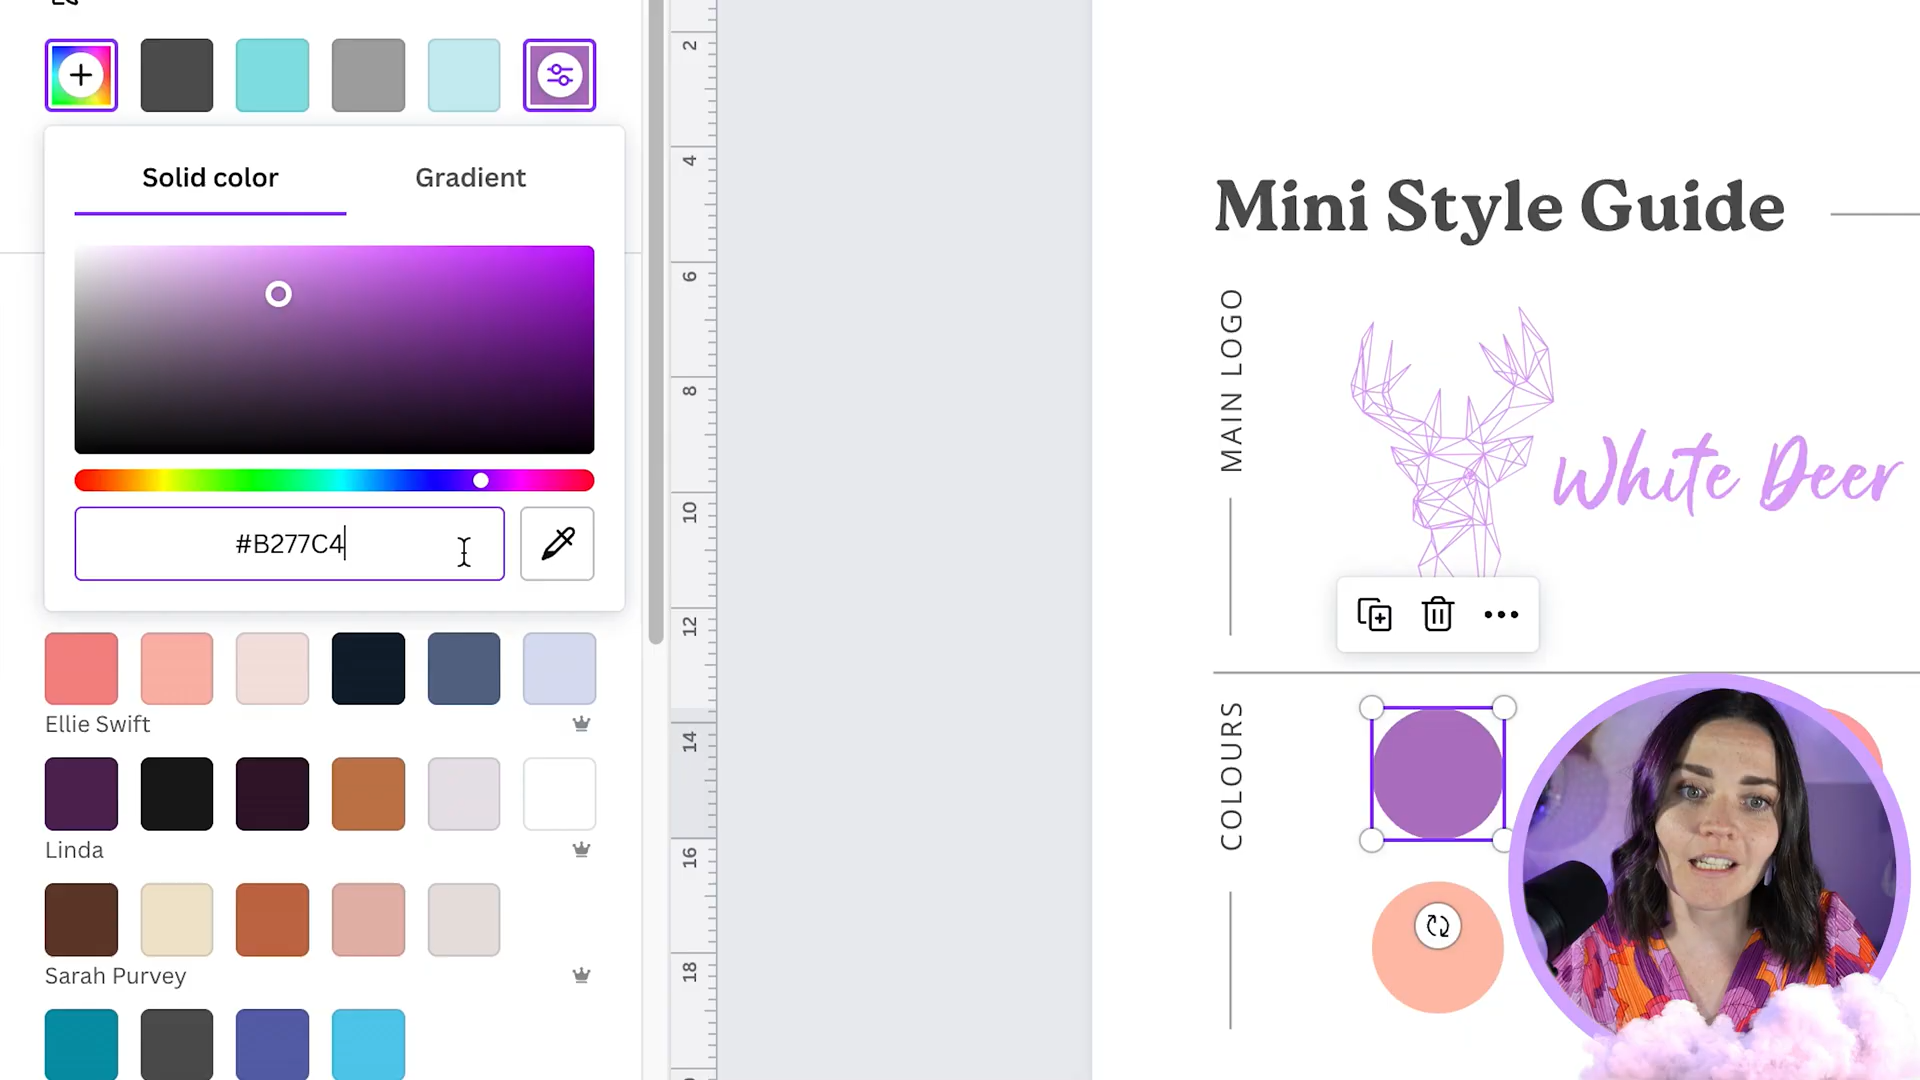 Solid color
Gradient
#B277C4
Ellie Swift
Linda
Sarah Purvey
2
4
6
8
10
12
14
16
18
Mini Style Guide
MAIN LOGO
White Deer
COLOURS